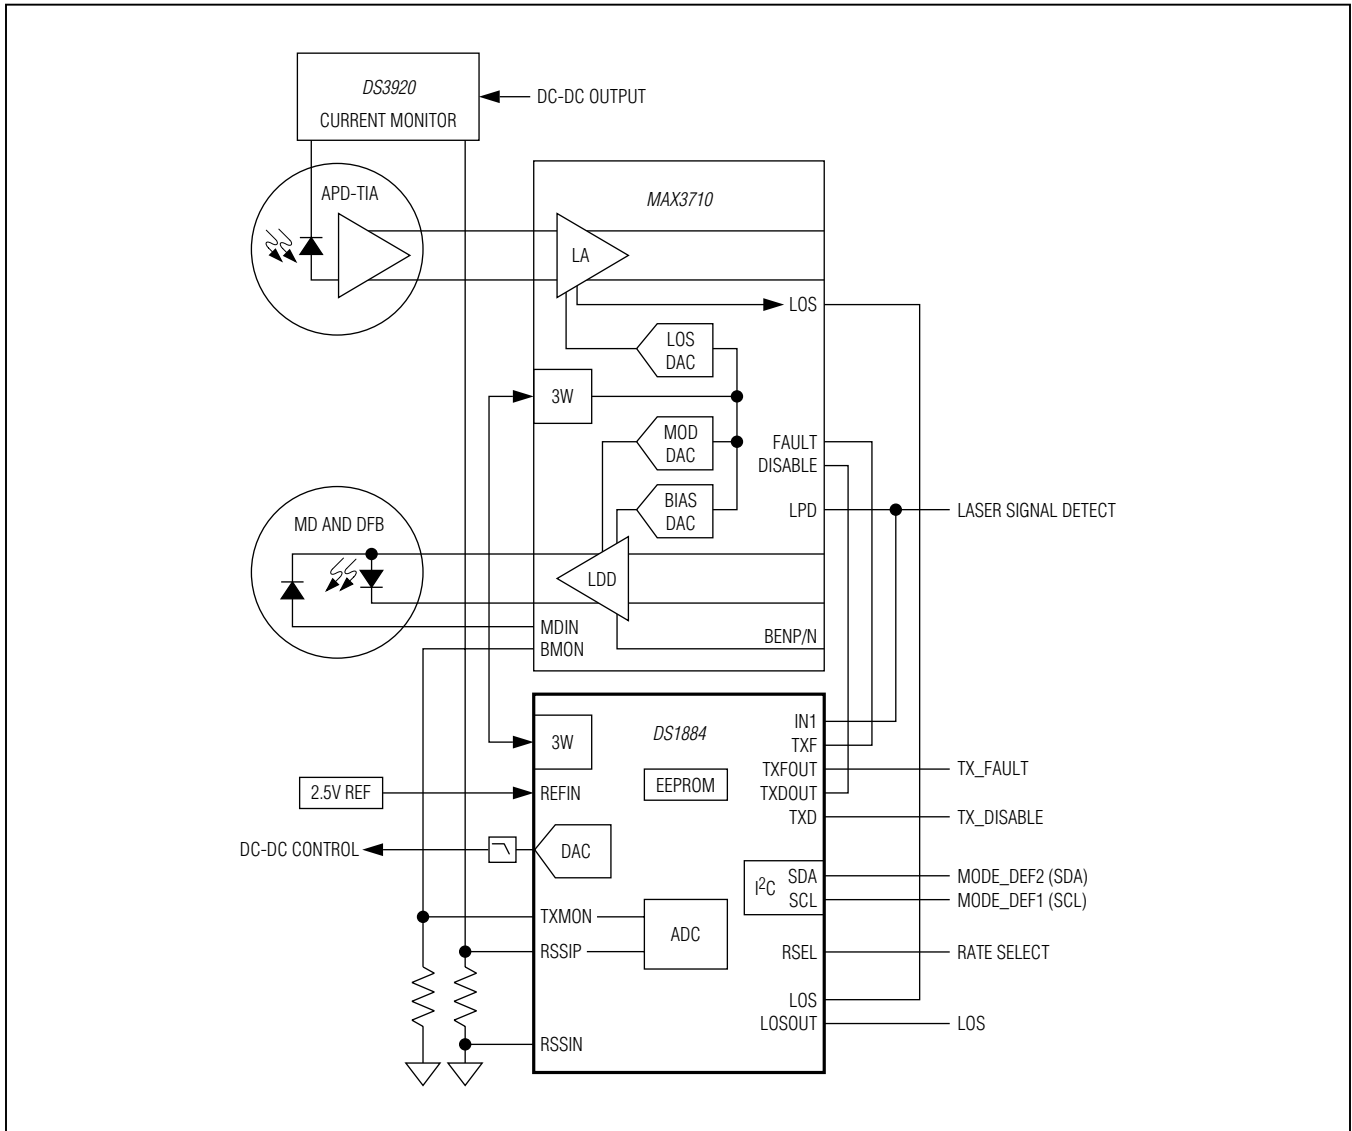 DS3920
CURRENT MONITOR
DC-DC OUTPUT
APD-TIA
MAX3710
LA
LOS
LOS
DAC
3W
MOD
DAC
FAULT
DISABLE
BIAS
DAC
LPD
LASER SIGNAL DETECT
MD AND DFB
LDD
MDIN
BMON
BENP/N
DS1884
3W
IN1
TXF
EEPROM
TXFOUT
TX_FAULT
2.5V REF
REFIN
TXDOUT
TXD
TX_DISABLE
DC-DC CONTROL
DAC
I²C
SDA
MODE_DEF2 (SDA)
SCL
MODE_DEF1 (SCL)
TXMON
ADC
RSSIP
RSEL
RATE SELECT
LOS
LOSOUT
LOS
RSSIN